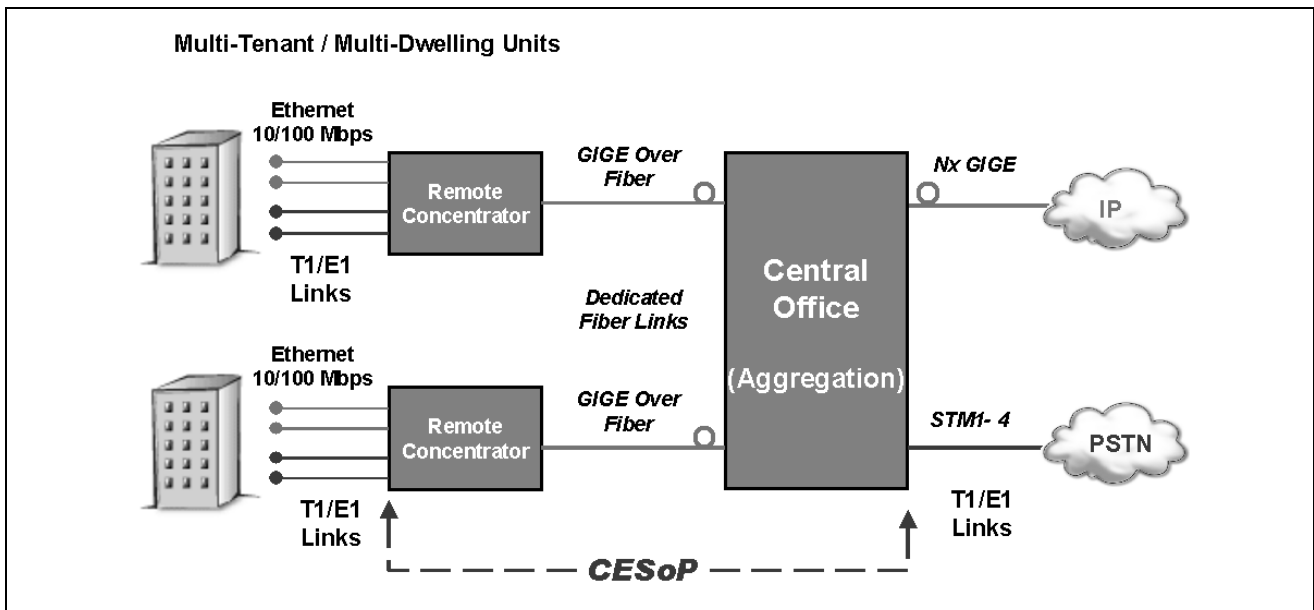 Multi-Tenant / Multi-Dwelling Units
Ethernet
10/100 Mbps
T1/E1
Links
Remote
Concentrator
GIGE Over
Fiber
Dedicated
Fiber Links
Central
Office
(Aggregation)
Nx GIGE
IP
Ethernet
10/100 Mbps
T1/E1
Links
Remote
Concentrator
GIGE Over
Fiber
STM1- 4
PSTN
T1/E1
Links
CESoP